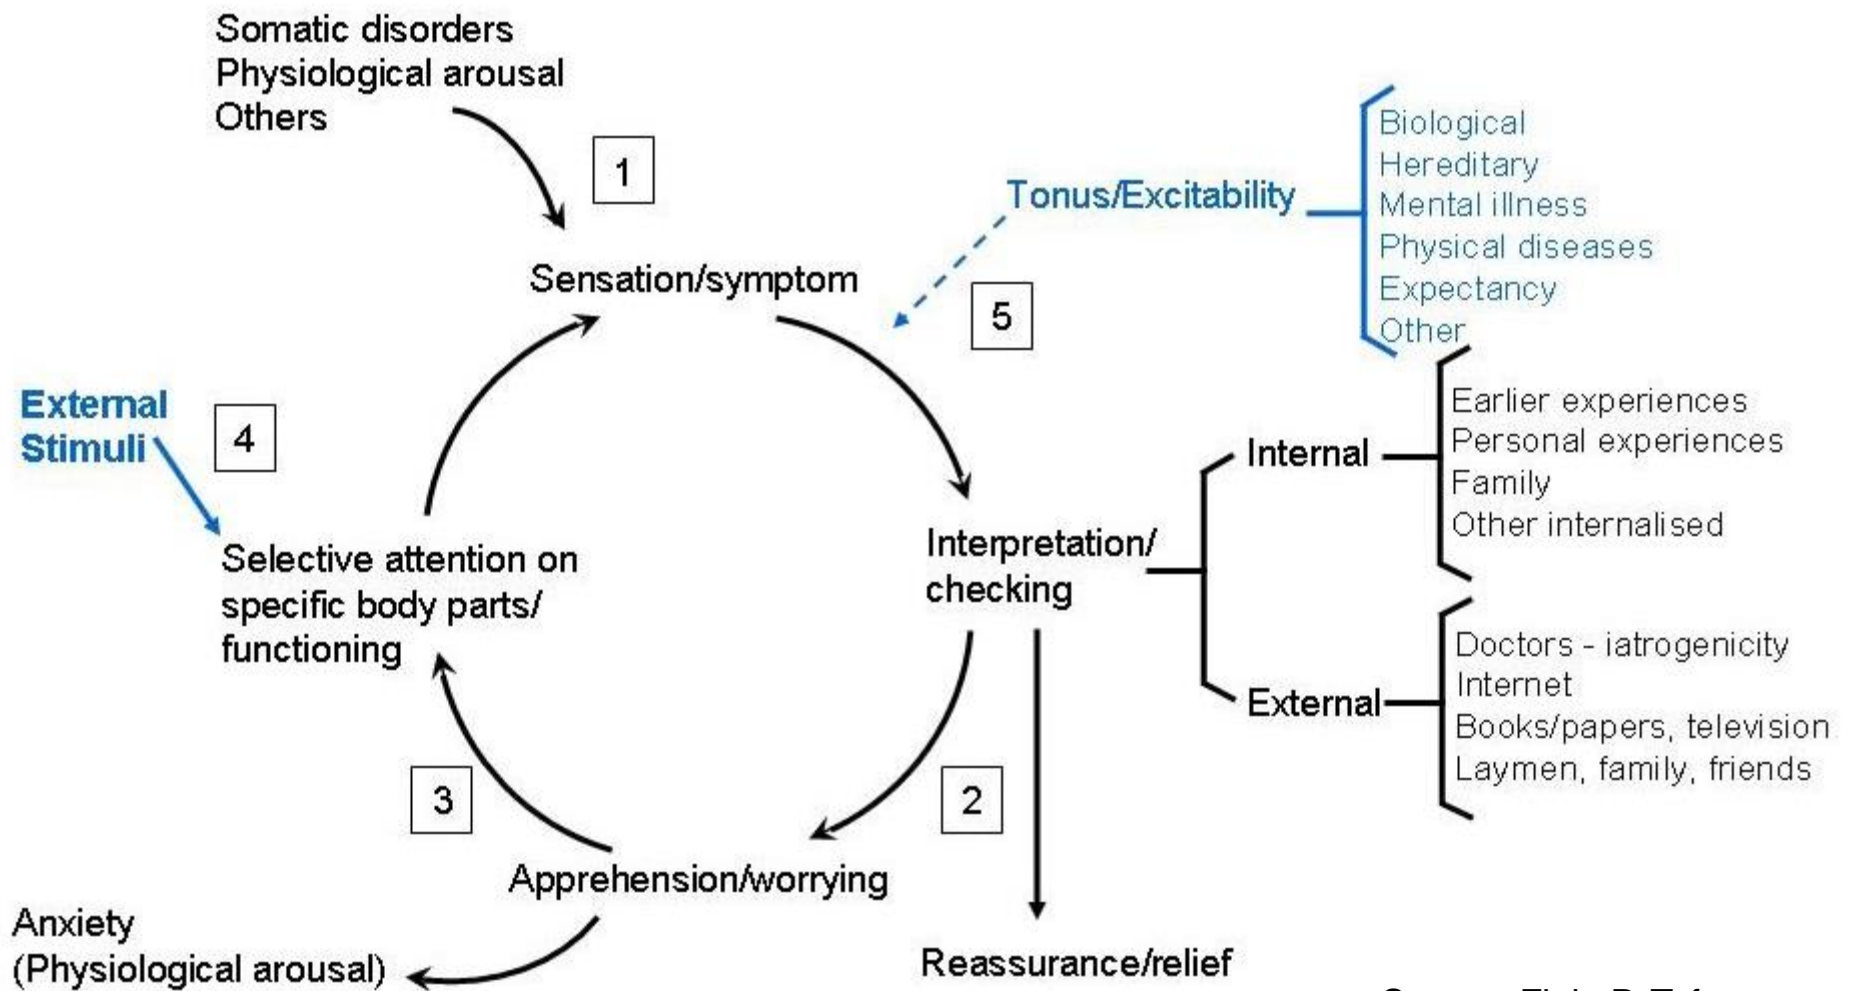 Somatic disorders
Physiological arousal
Others
1
Sensation/symptom
Tonus/Excitability
Biological
Hereditary
Mental illness
Physical diseases
Expectancy
Other
5
External
Stimuli
4
Selective attention on
specific body parts/
functioning
Interpretation/
checking
Internal
Earlier experiences
Personal experiences
Family
Other internalised
External
Doctors - iatrogenicity
Internet
Books/papers, television
Laymen, family, friends
3
2
Apprehension/worrying
Anxiety
(Physiological arousal)
Reassurance/relief